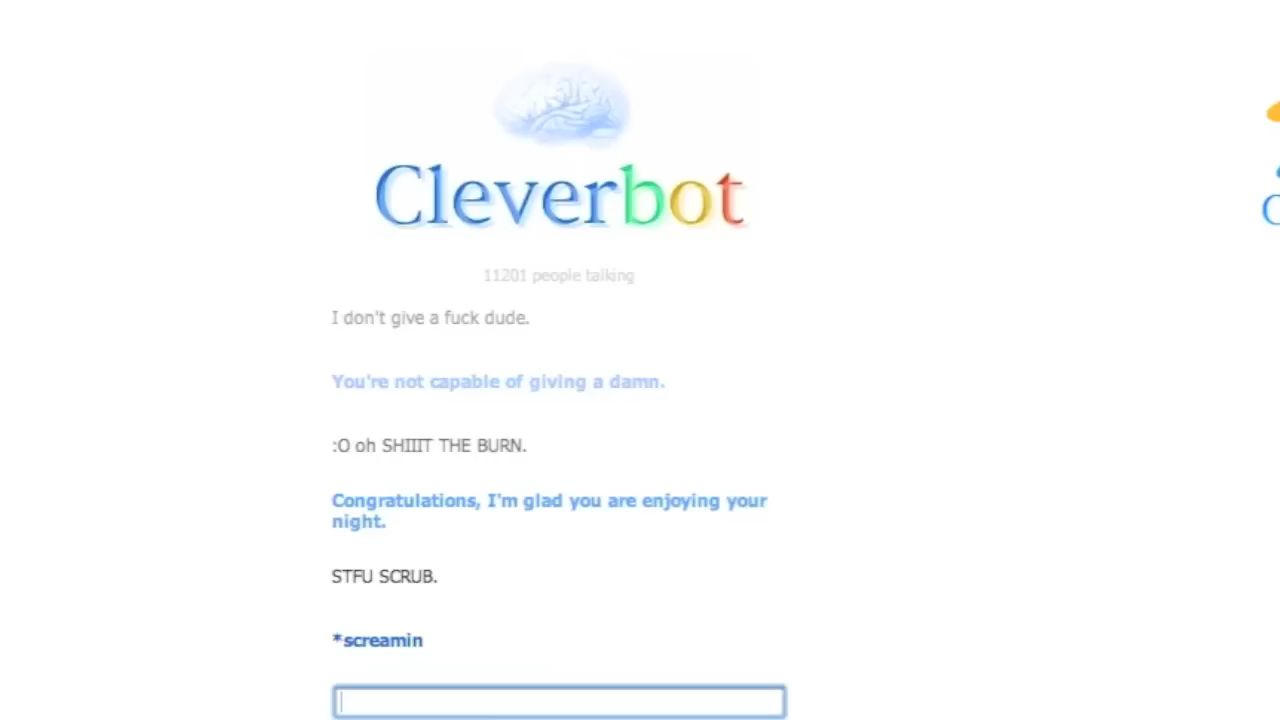 Cleverbot
11201 people talking
I don't give a fuck dude.
You're not capable of giving a damn.
:O oh SHIIIT THE BURN.
Congratulations, I'm glad you are enjoying your
night.
STFU SCRUB.
*screamin